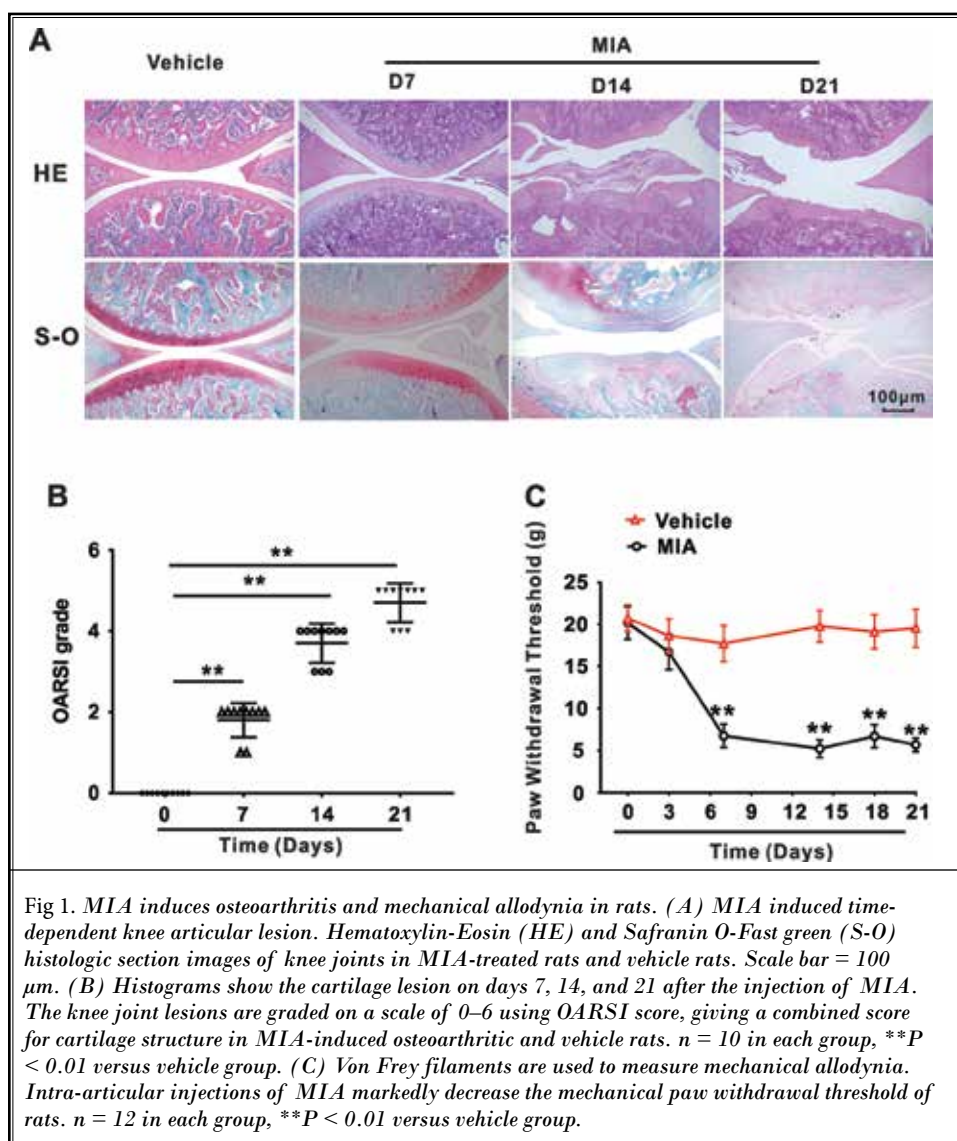 A
Vehicle
MIA
D7
D14
D21
HE
S-O
100µm
B
OARSI grade
6
4
2
0
**
**
**
0
7
14
21
Time (Days)
C
Vehicle
MIA
Paw Withdrawal Threshold (g)
25
20
15
10
5
0
**
**
**
**
0
3
6
9
12
15
18
21
Time (Days)
Fig 1. MIA induces osteoarthritis and mechanical allodynia in rats. (A) MIA induced time-
dependent knee articular lesion. Hematoxylin-Eosin (HE) and Safranin O-Fast green (S-O)
histologic section images of knee joints in MIA-treated rats and vehicle rats. Scale bar = 100
µm. (B) Histograms show the cartilage lesion on days 7, 14, and 21 after the injection of MIA.
The knee joint lesions are graded on a scale of 0–6 using OARSI score, giving a combined score
for cartilage structure in MIA-induced osteoarthritic and vehicle rats. n = 10 in each group, **P
< 0.01 versus vehicle group. (C) Von Frey filaments are used to measure mechanical allodynia.
Intra-articular injections of MIA markedly decrease the mechanical paw withdrawal threshold of
rats. n = 12 in each group, **P < 0.01 versus vehicle group.